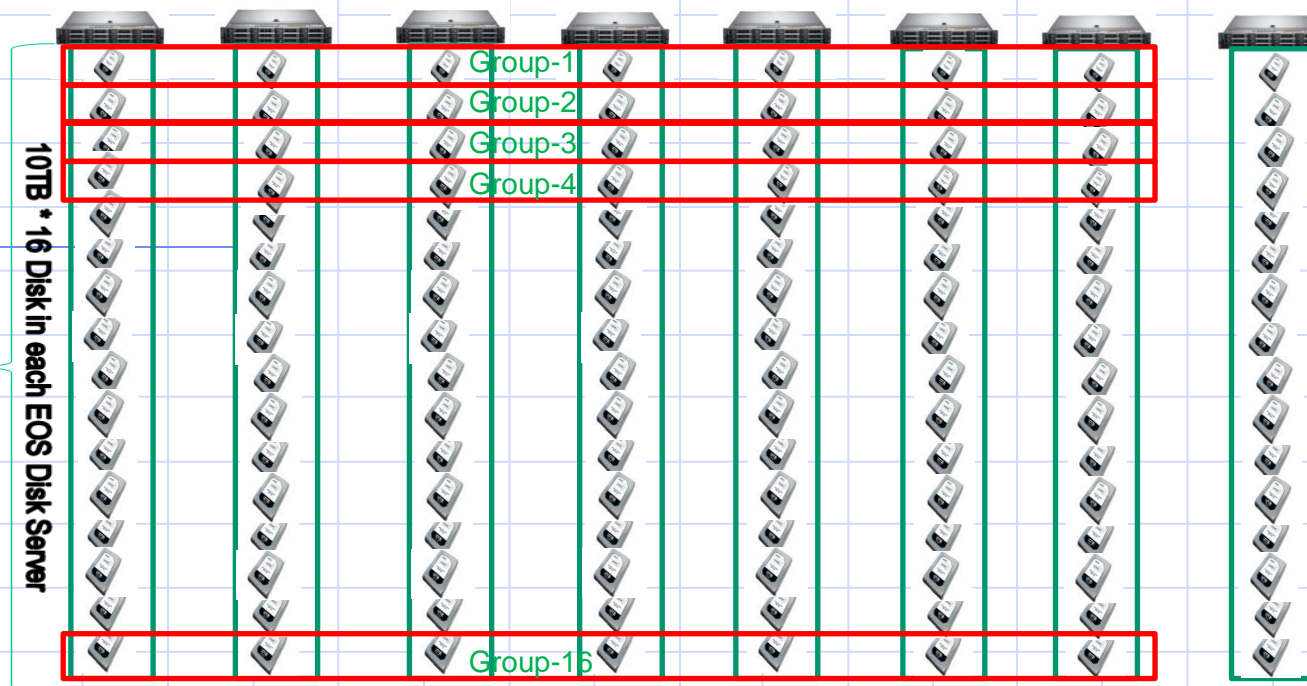 Group-1
Group-2
Group-3
Group-4
10TB * 16 Disk in each EOS Disk Server
Group-16